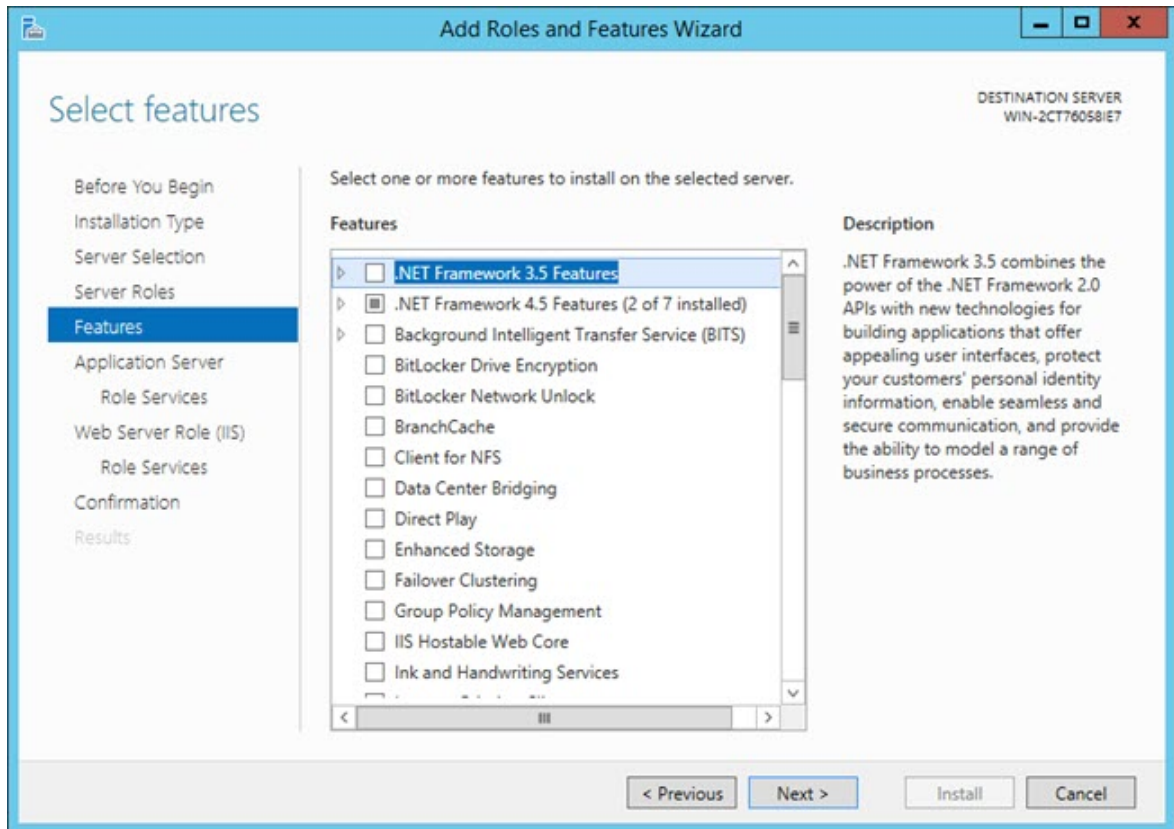 Add Roles and Features Wizard
Select features
DESTINATION SERVER
WIN-2CT76058IE7
Before You Begin
Installation Type
Server Selection
Server Roles
Features
Application Server
Role Services
Web Server Role (IIS)
Role Services
Confirmation
Results
Select one or more features to install on the selected server.
Features
.NET Framework 3.5 Features
.NET Framework 4.5 Features (2 of 7 installed)
Background Intelligent Transfer Service (BITS)
BitLocker Drive Encryption
BitLocker Network Unlock
BranchCache
Client for NFS
Data Center Bridging
Direct Play
Enhanced Storage
Failover Clustering
Group Policy Management
IIS Hostable Web Core
Ink and Handwriting Services
Description
.NET Framework 3.5 combines the
power of the .NET Framework 2.0
APIs with new technologies for
building applications that offer
appealing user interfaces, protect
your customers' personal identity
information, enable seamless and
secure communication, and provide
the ability to model a range of
business processes.
< Previous
Next >
Install
Cancel